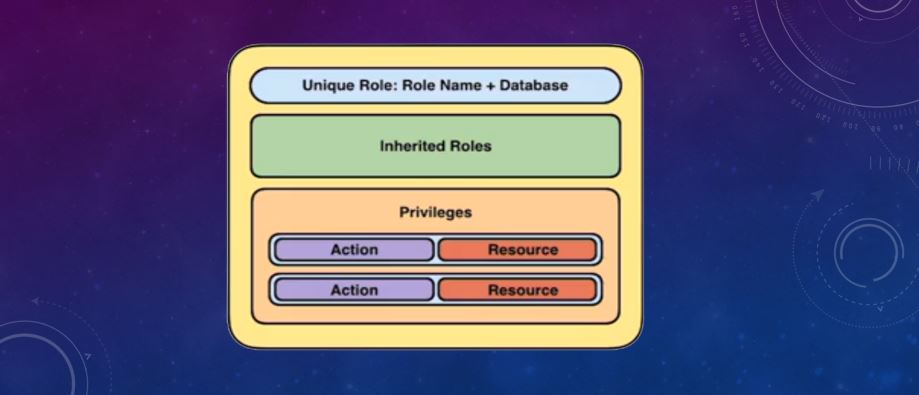 Unique Role: Role Name + Database
Inherited Roles
Privileges
Action Resource
Action Resource